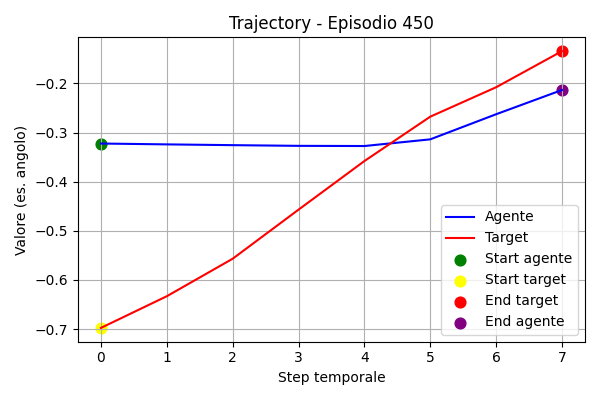 Trajectory - Episodio 450
Valore (es. angolo)
−0.2
−0.3
−0.4
−0.5
−0.6
−0.7
0 1 2 3 4 5 6 7
Step temporale
Agente
Target
Start agente
Start target
End target
End agente